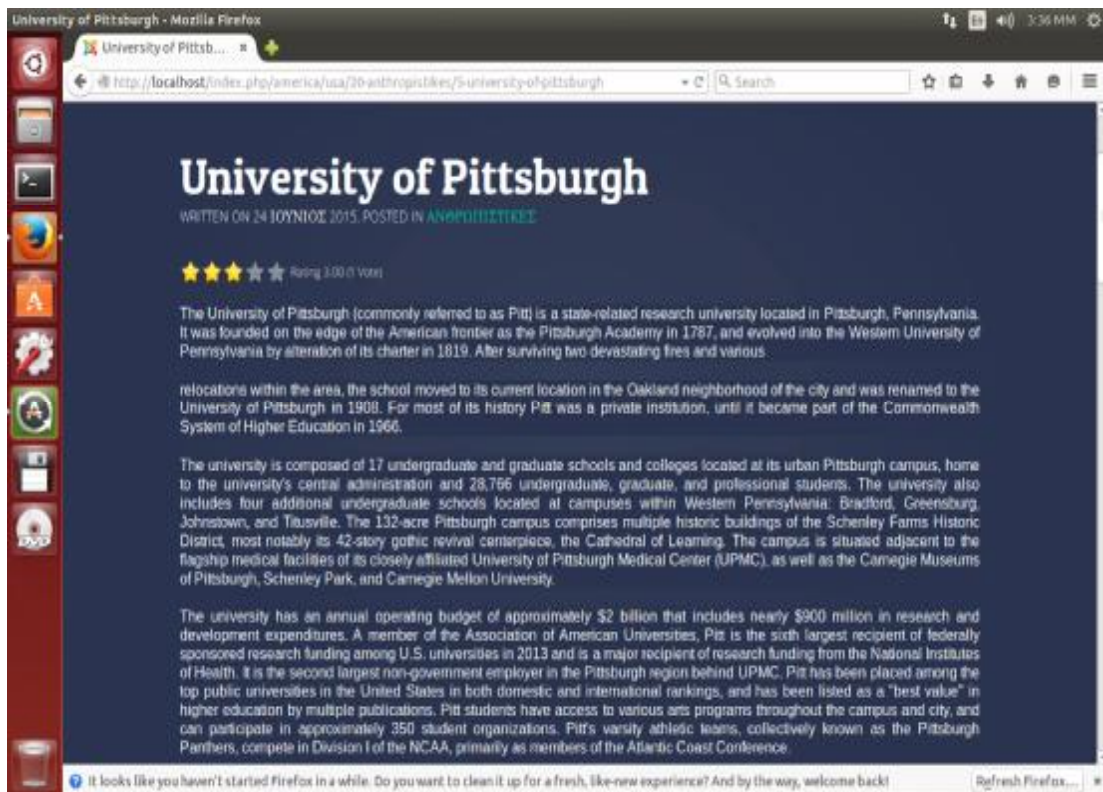 University of Pittsburgh - Mozilla Firefox
3:36 ΜΜ
University of Pittsb...
http://localhost/index.php/america/usa/20-anthropistikes/5-university-of-pittsburgh
Search
University of Pittsburgh
WRITTEN ON 24 ΙΟΥΝΙΟΣ 2015. POSTED IN ΑΝΘΡΩΠΙΣΤΙΚΕΣ
Rating 3.00 (1 Vote)
The University of Pittsburgh (commonly referred to as Pitt) is a state-related research university located in Pittsburgh, Pennsylvania.
It was founded on the edge of the American frontier as the Pittsburgh Academy in 1787, and evolved into the Western University of
Pennsylvania by alteration of its charter in 1819. After surviving two devastating fires and various
relocations within the area, the school moved to its current location in the Oakland neighborhood of the city and was renamed to the
University of Pittsburgh in 1908. For most of its history Pitt was a private institution, until it became part of the Commonwealth
System of Higher Education in 1966.
The university is composed of 17 undergraduate and graduate schools and colleges located at its urban Pittsburgh campus, home
to the university's central administration and 28,766 undergraduate, graduate, and professional students. The university also
includes four additional undergraduate schools located at campuses within Western Pennsylvania: Bradford, Greensburg,
Johnstown, and Titusville. The 132-acre Pittsburgh campus comprises multiple historic buildings of the Schenley Farms Historic
District, most notably its 42-story gothic revival centerpiece, the Cathedral of Learning. The campus is situated adjacent to the
flagship medical facilities of its closely affiliated University of Pittsburgh Medical Center (UPMC), as well as the Carnegie Museums
of Pittsburgh, Schenley Park, and Carnegie Mellon University.
The university has an annual operating budget of approximately $2 billion that includes nearly $900 million in research and
development expenditures. A member of the Association of American Universities, Pitt is the sixth largest recipient of federally
sponsored research funding among U.S. universities in 2013 and is a major recipient of research funding from the National Institutes
of Health. It is the second largest non-government employer in the Pittsburgh region behind UPMC. Pitt has been placed among the
top public universities in the United States in both domestic and international rankings, and has been listed as a "best value" in
higher education by multiple publications. Pitt students have access to various arts programs throughout the campus and city, and
can participate in approximately 350 student organizations. Pitt's varsity athletic teams, collectively known as the Pittsburgh
Panthers, compete in Division I of the NCAA, primarily as members of the Atlantic Coast Conference.
It looks like you haven't started Firefox in a while. Do you want to clean it up for a fresh, like-new experience? And by the way, welcome back!
Refresh Firefox...
DVD